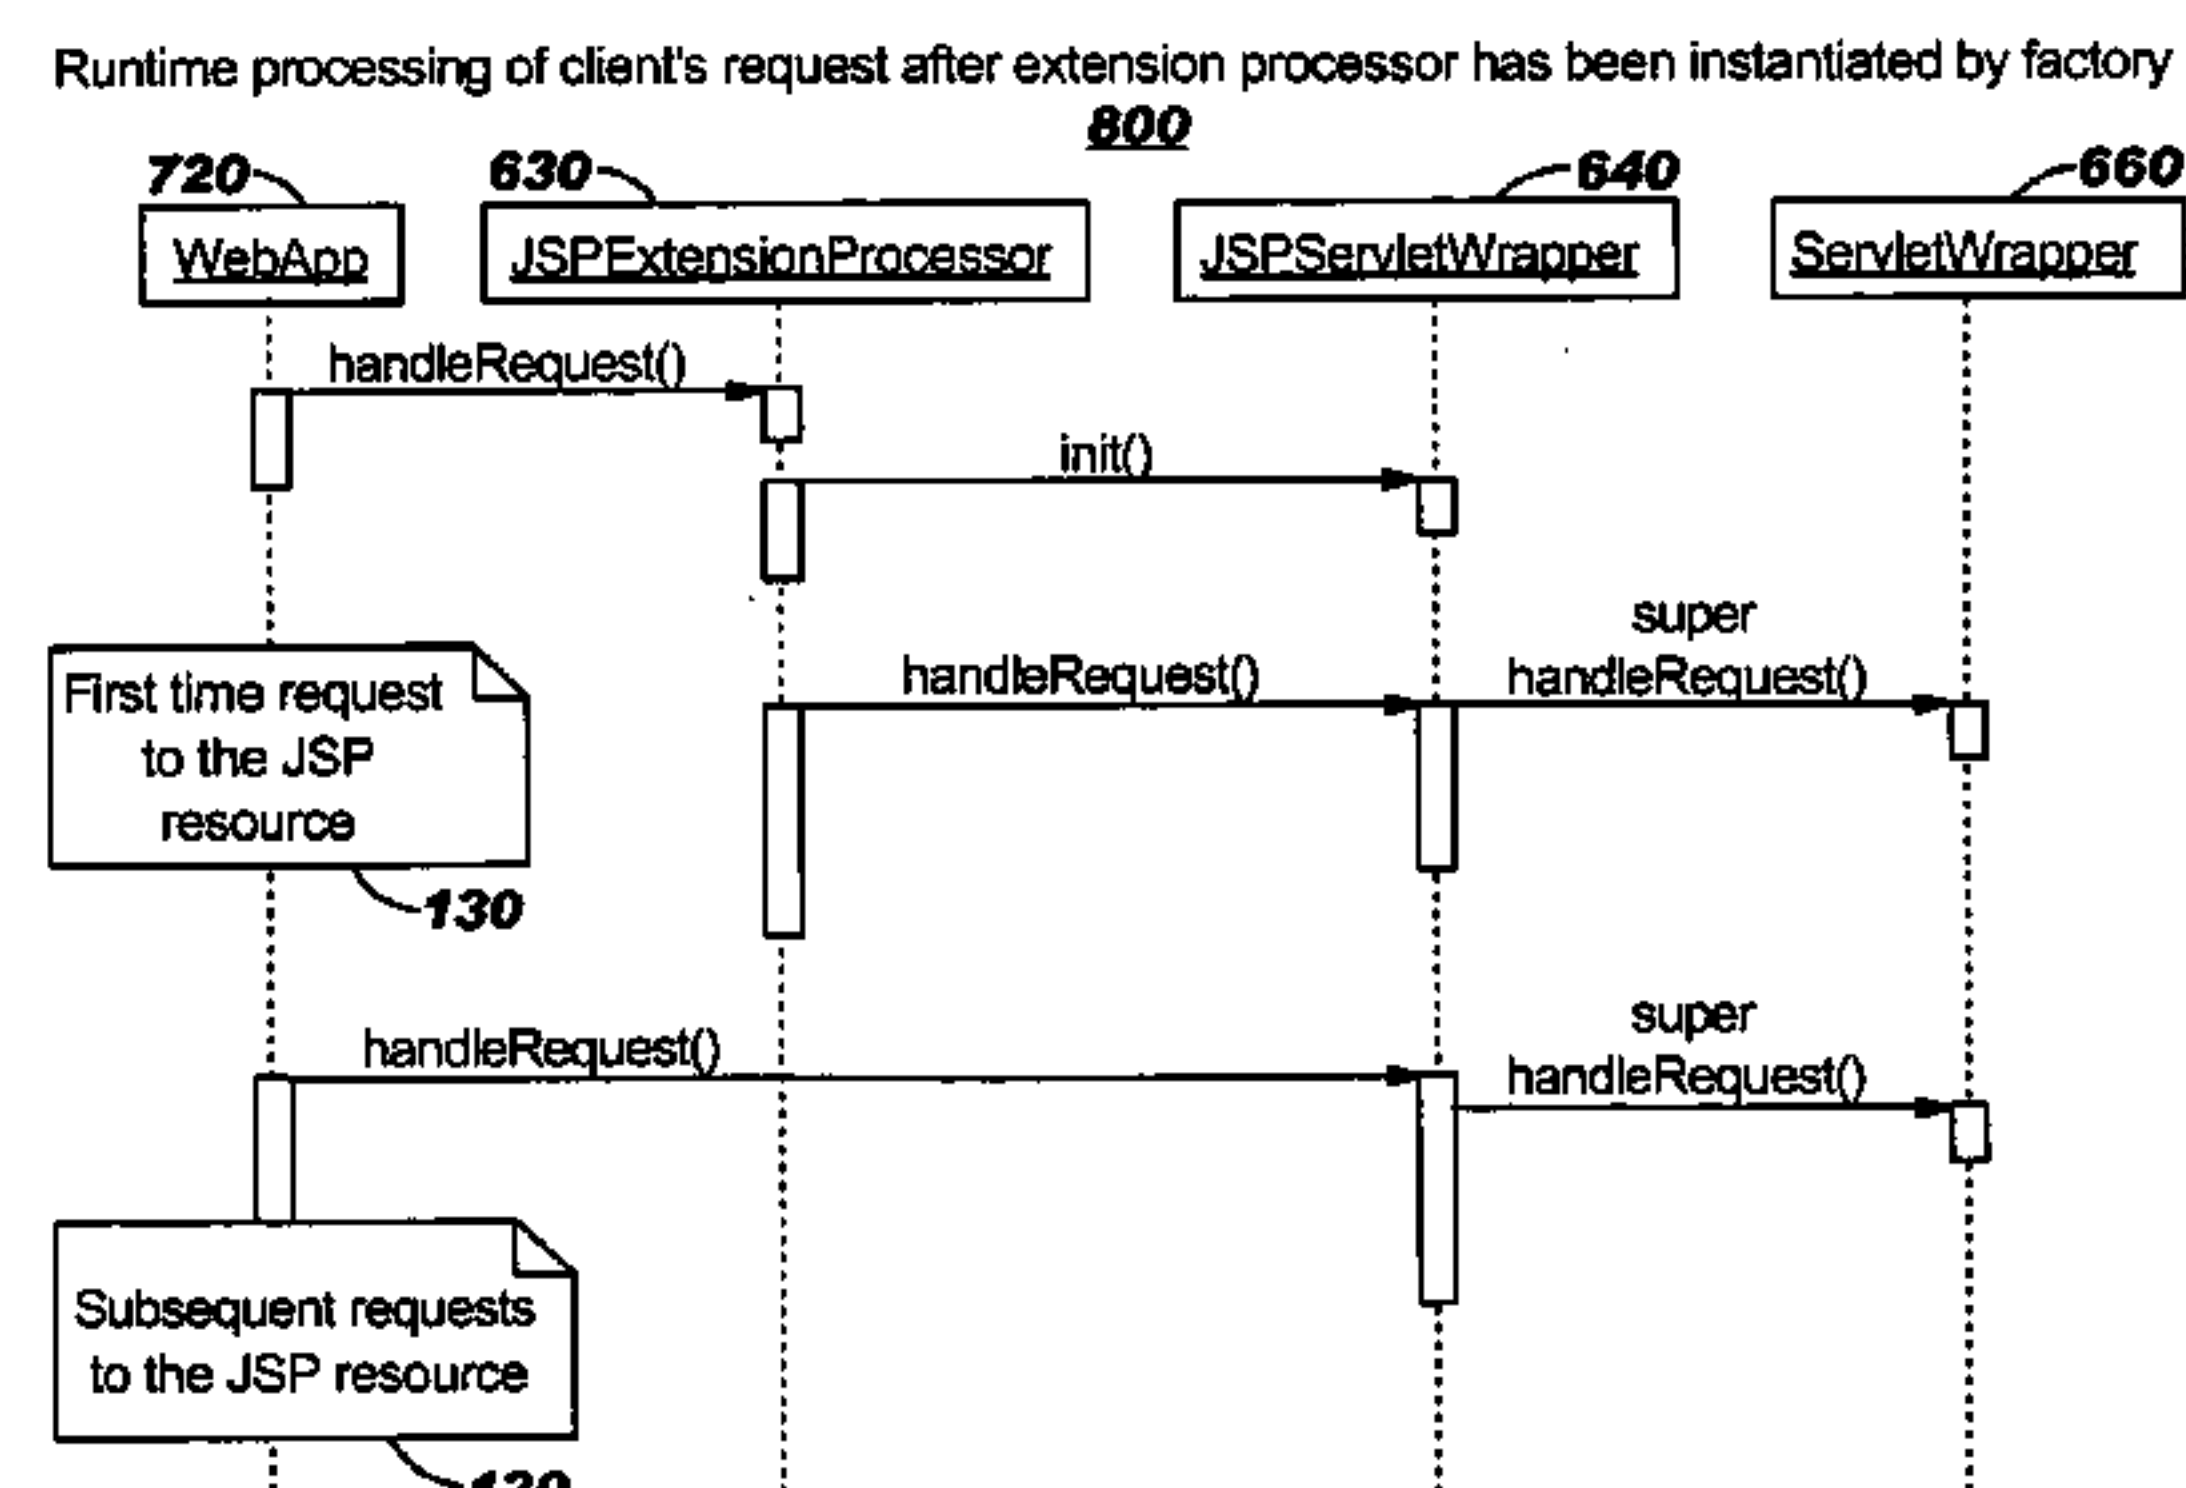 Runtime processing of client's request after extension processor has been instantiated by factory
800
720
630
640
660
WebApp
JSPExtensionProcessor
JSPServletWrapper
ServletWrapper
handleRequest()
init()
super
handleRequest()
handleRequest()
First time request
to the JSP
resource
130
super
handleRequest()
handleRequest()
Subsequent requests
to the JSP resource